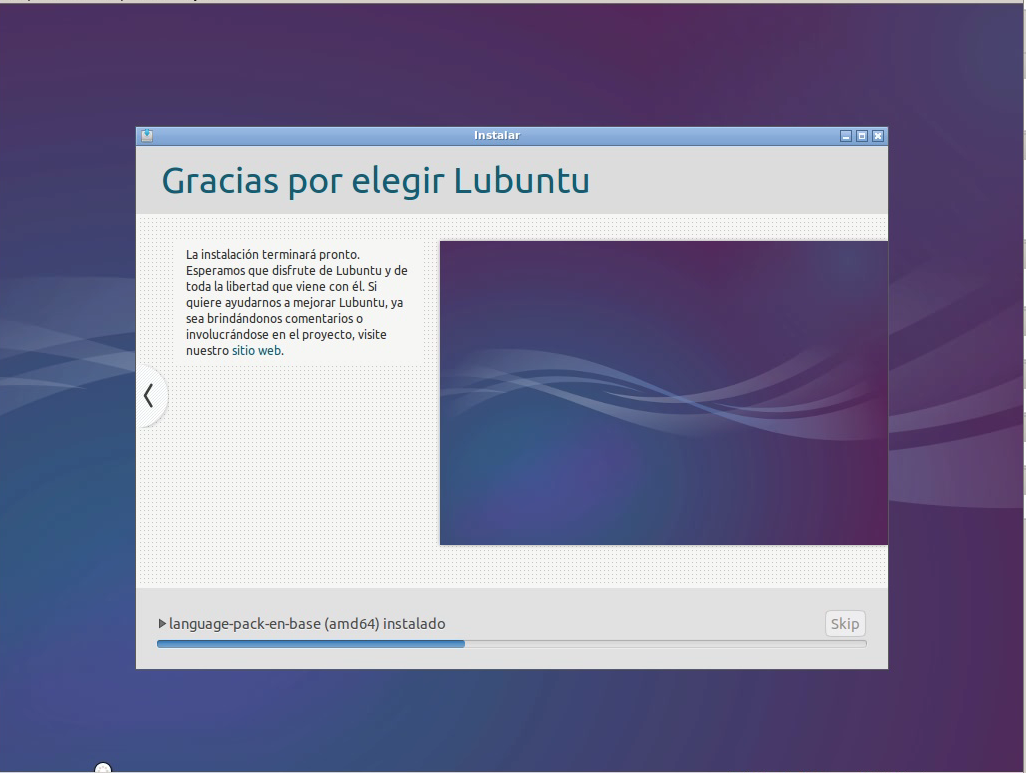 Instalar
Gracias por elegir Lubuntu
La instalación terminará pronto.
Esperamos que disfrute de Lubuntu y de
toda la libertad que viene con él. Si
quiere ayudarnos a mejorar Lubuntu, ya
sea brindándonos comentarios o
involucrándose en el proyecto, visite
nuestro sitio web.
language-pack-en-base (amd64) instalado
Skip